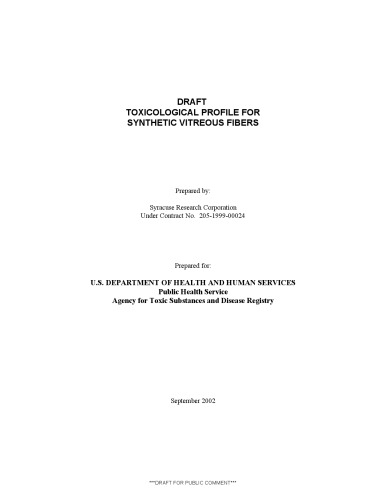 DRAFT
TOXICOLOGICAL PROFILE FOR
SYNTHETIC VITREOUS FIBERS
Prepared by:
Syracuse Research Corporation
Under Contract No. 205-1999-00024
Prepared for:
U.S. DEPARTMENT OF HEALTH AND HUMAN SERVICES
Public Health Service
Agency for Toxic Substances and Disease Registry
September 2002
***DRAFT FOR PUBLIC COMMENT***